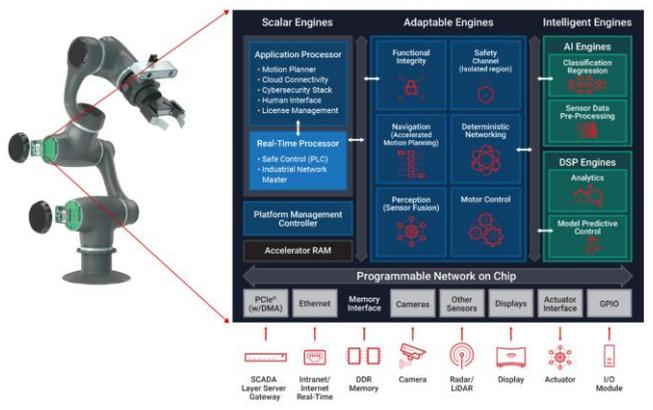 Scalar Engines
Adaptable Engines
Intelligent Engines
Application Processor
• Motion Planner
• Cloud Connectivity
• Cybersecurity Stack
• Human Interface
• License Management
Real-Time Processor
• Safe Control (PLC)
• Industrial Network
Master
Platform Management
Controller
Accelerator RAM
Functional
Integrity
Safety
Channel
(Isolated region)
Navigation
(Accelerated
Motion Planning)
Deterministic
Networking
Perception
(Sensor Fusion)
Motor Control
AI Engines
Classification
Regression
Sensor Data
Pre-Processing
DSP Engines
Analytics
Model Predictive
Control
Programmable Network on Chip
PCIe®
(w/DMA)
Ethernet
Memory
Interface
Cameras
Other
Sensors
Displays
Actuator
Interface
GPIO
SCADA
Layer Server
Gateway
Intranet/
Internet
Real-Time
DDR
Memory
Camera
Radar/
LiDAR
Display
Actuator
I/O
Module